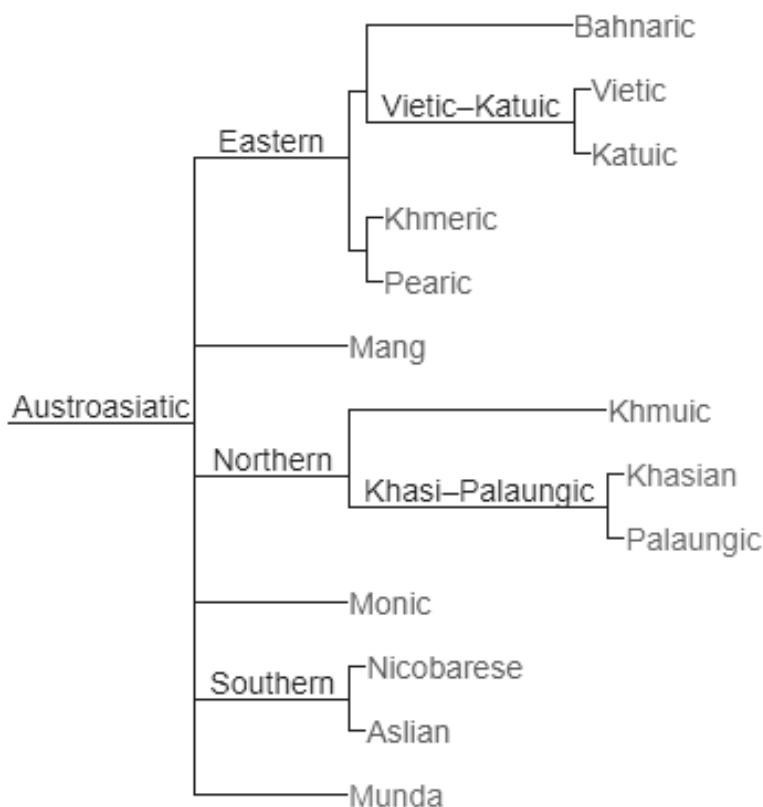 Bahnaric
Vietic–Katuic
Vietic
Katuic
Eastern
Khmeric
Pearic
Mang
Austroasiatic
Khmuic
Northern
Khasi–Palaungic
Khasian
Palaungic
Monic
Southern
Nicobarese
Aslian
Munda